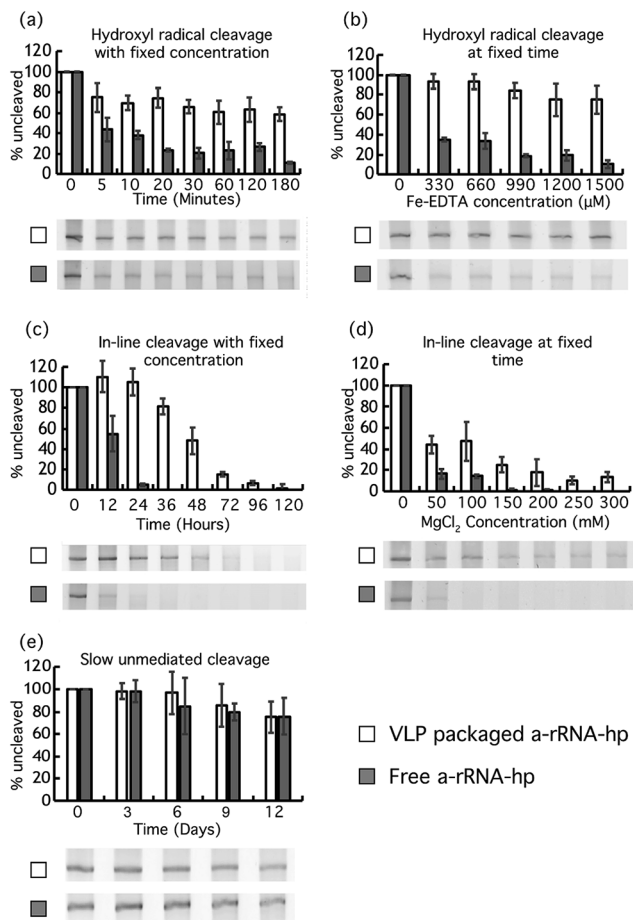 (a)
Hydroxyl radical cleavage
with fixed concentration
% uncleaved
120
100
80
60
40
20
0
0 5 10 20 30 60 120 180
Time (Minutes)
(b)
Hydroxyl radical cleavage
at fixed time
% uncleaved
120
100
80
60
40
20
0
0 330 660 990 1200 1500
Fe-EDTA concentration (µM)
(c)
In-line cleavage with fixed
concentration
% uncleaved
120
100
80
60
40
20
0
0 12 24 36 48 72 96 120
Time (Hours)
(d)
In-line cleavage at fixed
time
% uncleaved
120
100
80
60
40
20
0
0 50 100 150 200 250 300
MgCl₂ Concentration (mM)
(e)
Slow unmediated cleavage
% uncleaved
120
100
80
60
40
20
0
0 3 6 9 12
Time (Days)
VLP packaged a-rRNA-hp
Free a-rRNA-hp